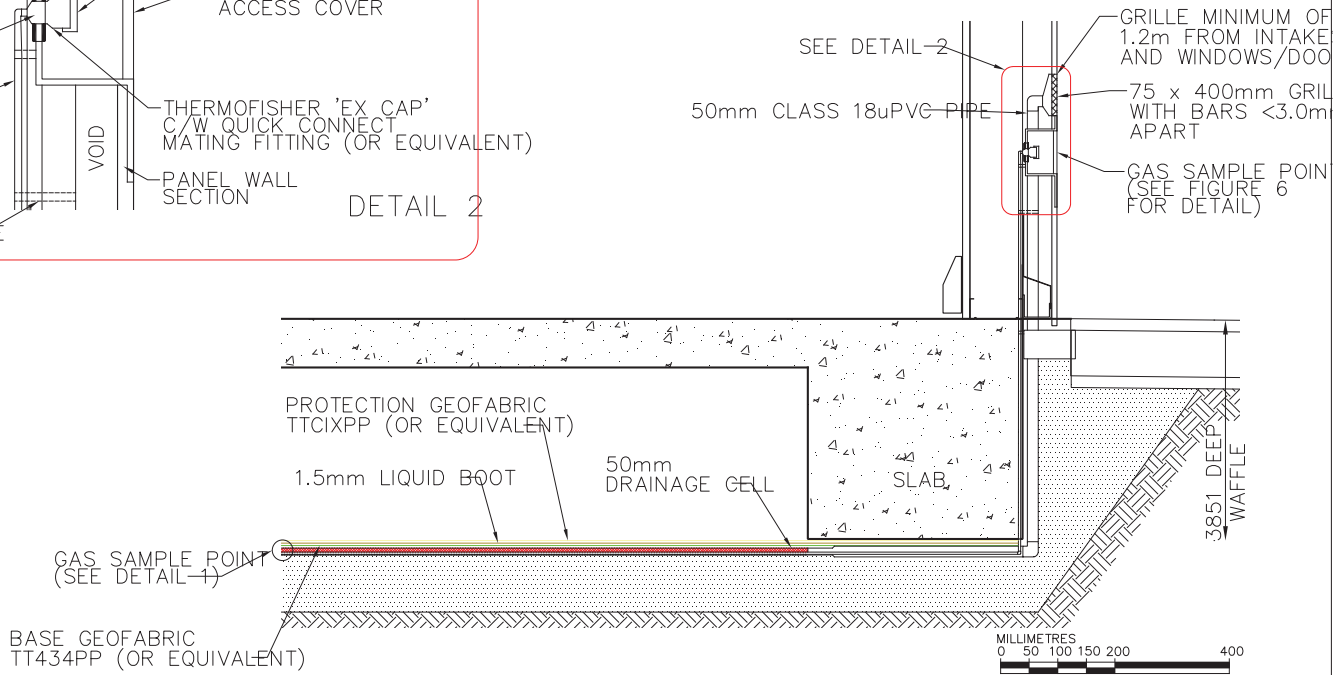 ACCESS COVER
THERMOFISHER 'EX CAP'
C/W QUICK CONNECT
MATING FITTING (OR EQUIVALENT)
VOID
PANEL WALL
SECTION
DETAIL 2
SEE DETAIL 2
50mm CLASS 18uPVC PIPE
GRILLE MINIMUM OF
1.2m FROM INTAKE
AND WINDOWS/DOO
75 x 400mm GRIL
WITH BARS <3.0mm
APART
GAS SAMPLE POINT
(SEE FIGURE 6
FOR DETAIL)
PROTECTION GEOFABRIC
TTCIXPP (OR EQUIVALENT)
1.5mm LIQUID BOOT
50mm
DRAINAGE CELL
SLAB
3851 DEEP
WAFFLE
GAS SAMPLE POINT
(SEE DETAIL 1)
BASE GEOFABRIC
TT434PP (OR EQUIVALENT)
MILLIMETRES
0 50 100 150 200 400